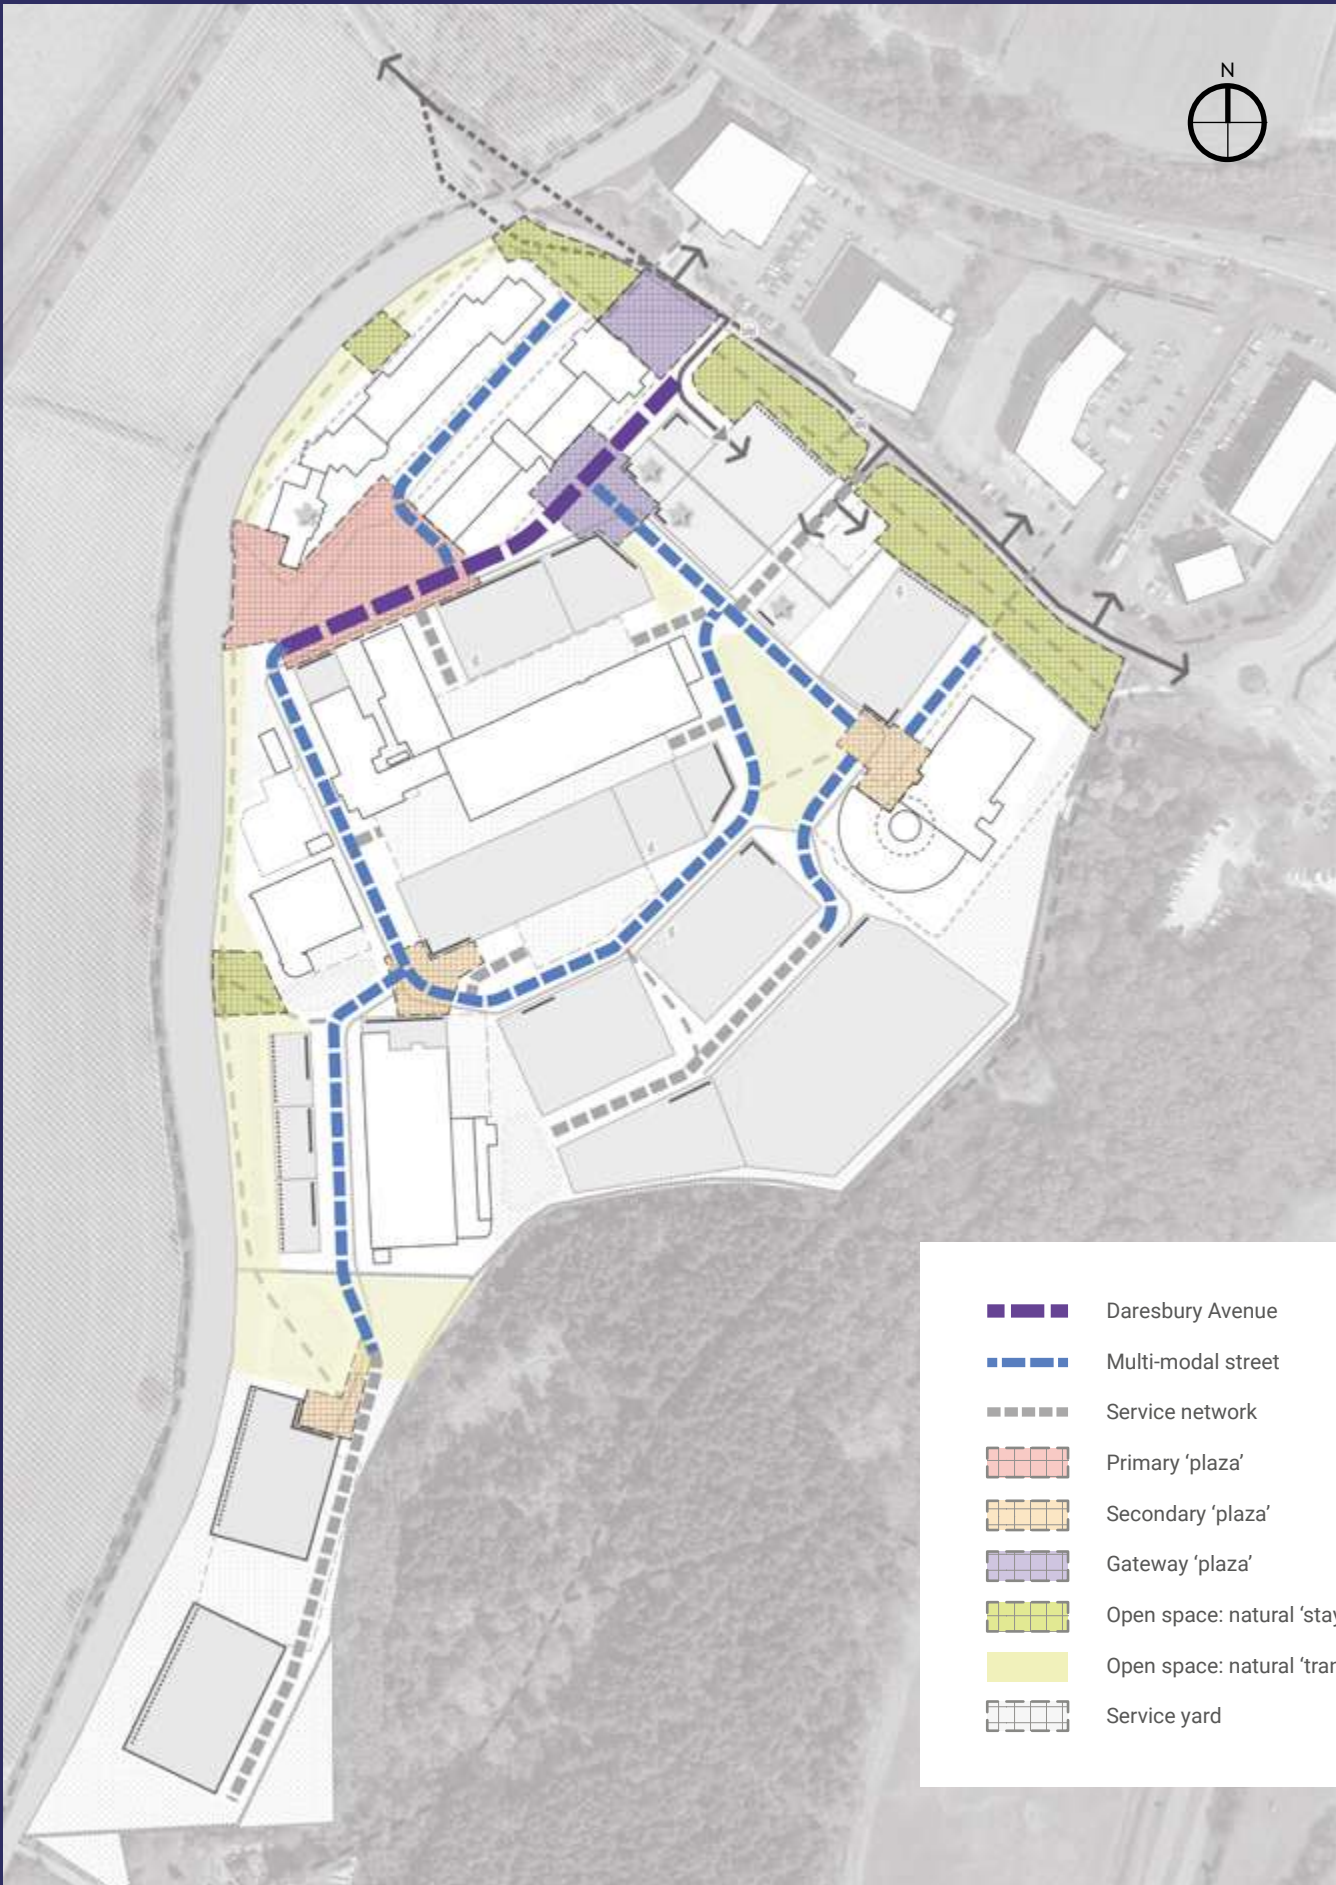 N
Daresbury Avenue
Multi-modal street
Service network
Primary ‘plaza’
Secondary ‘plaza’
Gateway ‘plaza’
Open space: natural ‘stay
Open space: natural ‘tran
Service yard